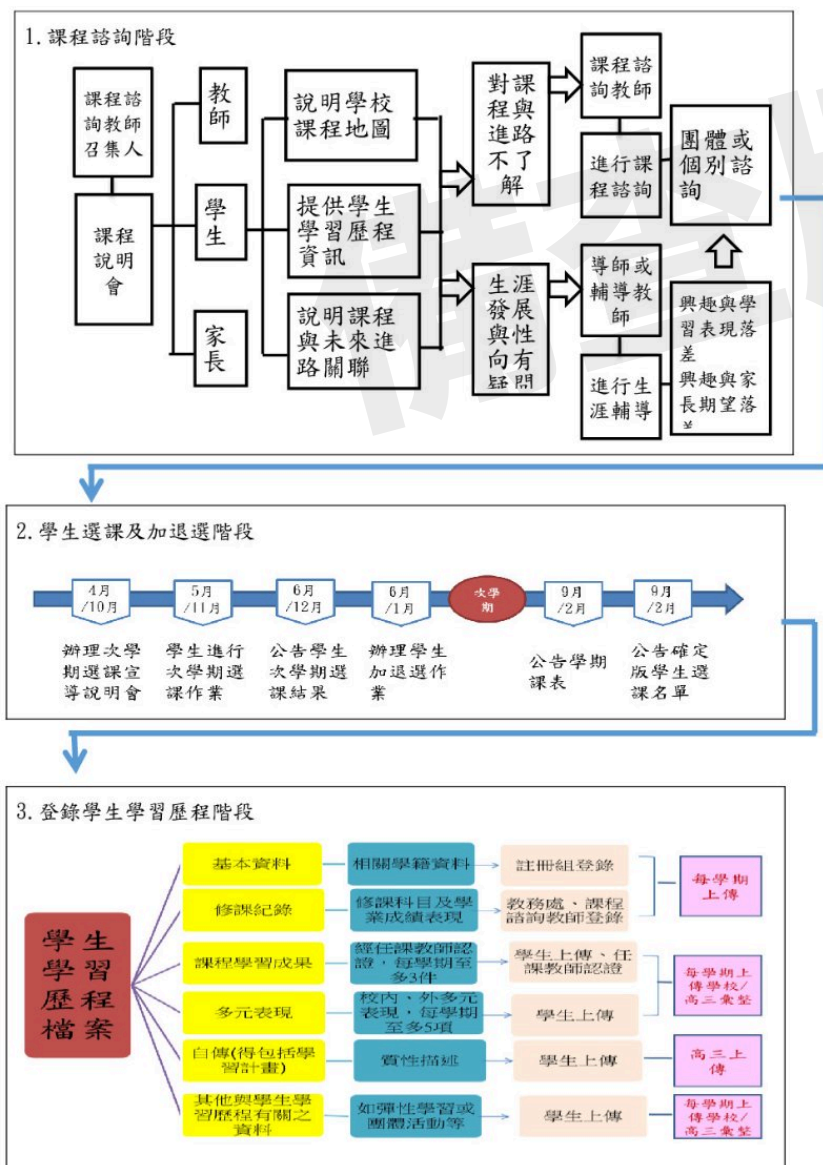 1.課程諮詢階段
課程諮
詢教師
召集人
課程
說明
會
教
師
學
生
家
長
說明學校
課程地圖
提供學生
學習歷程
資訊
說明課程
與未來進
路關聯
對課
程與
進路
不了
解
生涯
發展
與性
向有
疑問
課程諮
詢教師
進行課
程諮詢
導師或
輔導教
師
進行生
涯輔導
團體或
個別諮
詢
興趣與學
習表現落
差
興趣與家
長期望落
差
備查版
2.學生選課及加退選階段
4月
/10月
5月
/11月
6月
/12月
6月
/1月
次學
期
9月
/2月
9月
/2月
辦理次學
期選課宣
導說明會
學生進行
次學期選
課作業
公告學生
次學期選
課結果
辦理學生
加退選作
業
公告學期
課表
公告確定
版學生選
課名單
3.登錄學生學習歷程階段
學生
學習
歷程
檔案
基本資料
相關學籍資料
註冊組登錄
每學期
上傳
修課紀錄
修課科目及學
業成績表現
教務處、課程
諮詢教師登錄
課程學習成果
經任課教師認
證,每學期至
多3件
學生上傳、任
課教師認證
每學期上
傳學校/
高三彙整
多元表現
校內、外多元
表現,每學期
至多5項
學生上傳
自傳(得包括學
習計畫)
質性描述
學生上傳
高三上
傳
其他與學生學
習歷程有關之
資料
如彈性學習或
團體活動等
學生上傳
每學期上
傳學校/
高三彙整